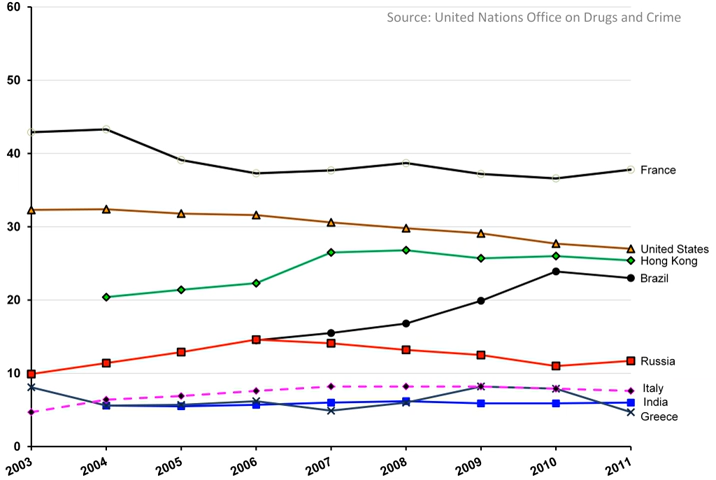 60
Source: United Nations Office on Drugs and Crime
50
40
France
30
United States
Hong Kong
Brazil
20
Russia
10
Italy
India
Greece
0
2003 2004 2005 2006 2007 2008 2009 2010 2011